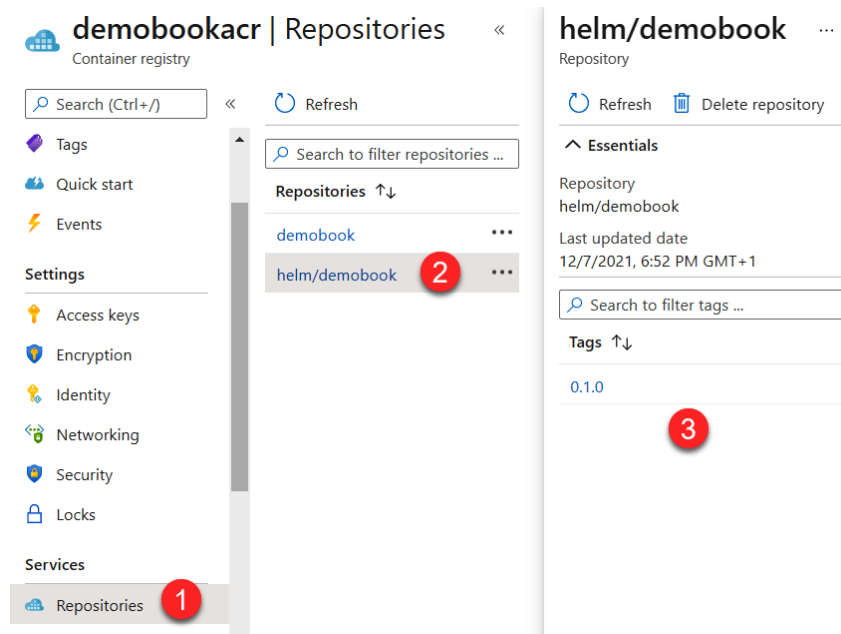 demobookacr | Repositories
Container registry
«
Search (Ctrl+/)
«
Tags
Quick start
Events
Settings
Access keys
Encryption
Identity
Networking
Security
Locks
Services
Repositories
1
Refresh
Search to filter repositories ...
Repositories ↑↓
demobook
...
helm/demobook
2
...
helm/demobook
...
Repository
Refresh
Delete repository
Essentials
Repository
helm/demobook
Last updated date
12/7/2021, 6:52 PM GMT+1
Search to filter tags ...
Tags ↑↓
0.1.0
3